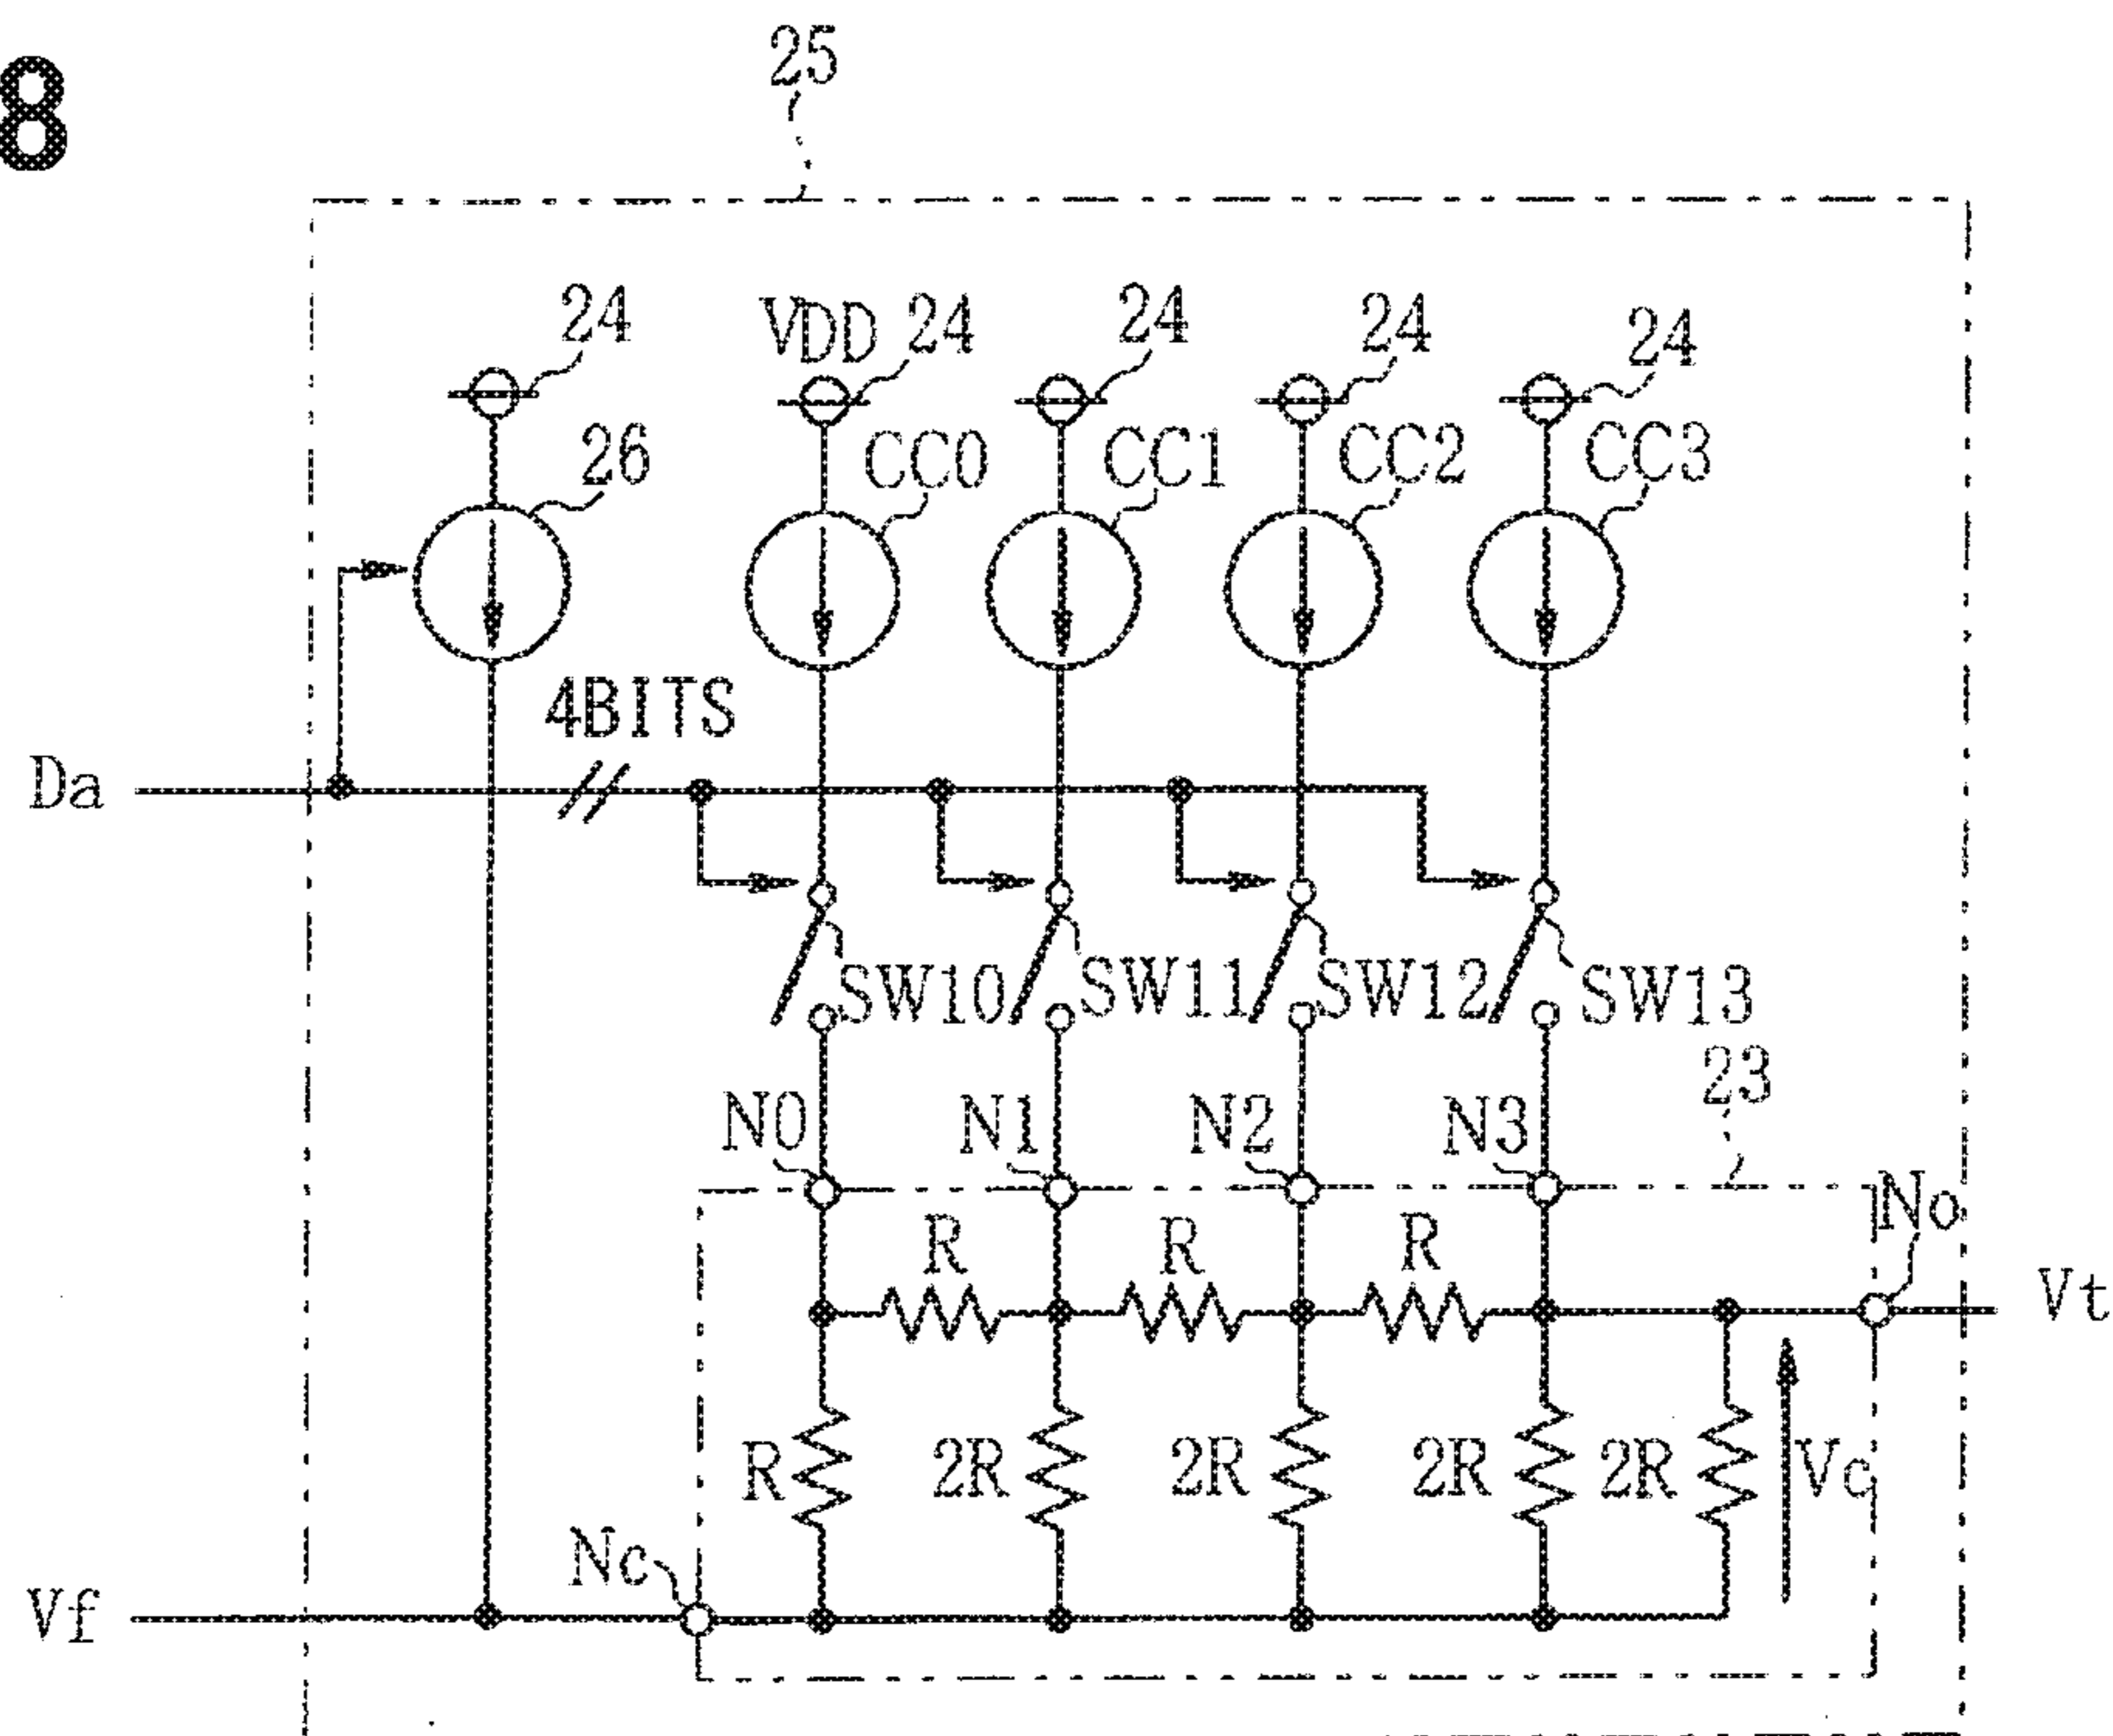 8
25
24 VDD 24 24 24 24
26 CC0 CC1 CC2 CC3
4BITS
Da
SW10 SW11 SW12 SW13
23
N0 N1 N2 N3
No
R R R
Vt
R 2R 2R 2R 2R Vc
Nc
Vf